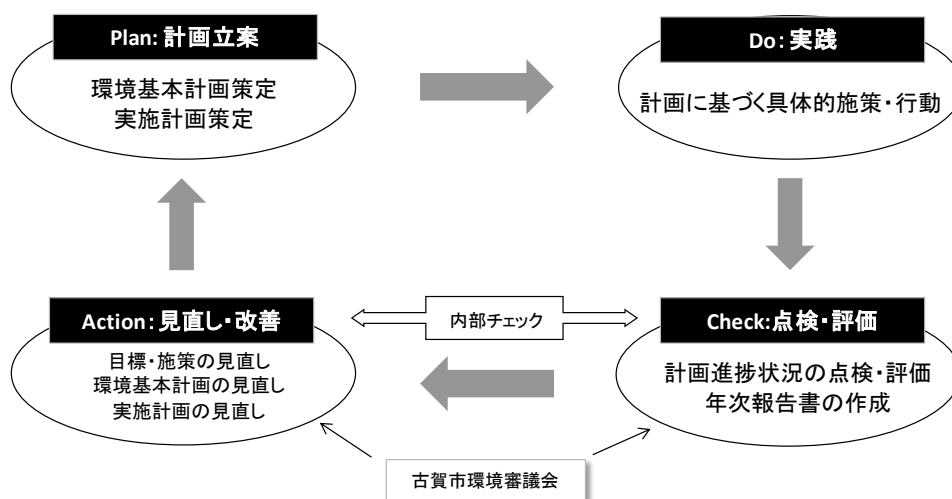 Plan: 計画立案
環境基本計画策定
実施計画策定
Do: 実践
計画に基づく具体的施策・行動
Action: 見直し・改善
目標・施策の見直し
環境基本計画の見直し
実施計画の見直し
内部チェック
Check:点検・評価
計画進捗状況の点検・評価
年次報告書の作成
古賀市環境審議会